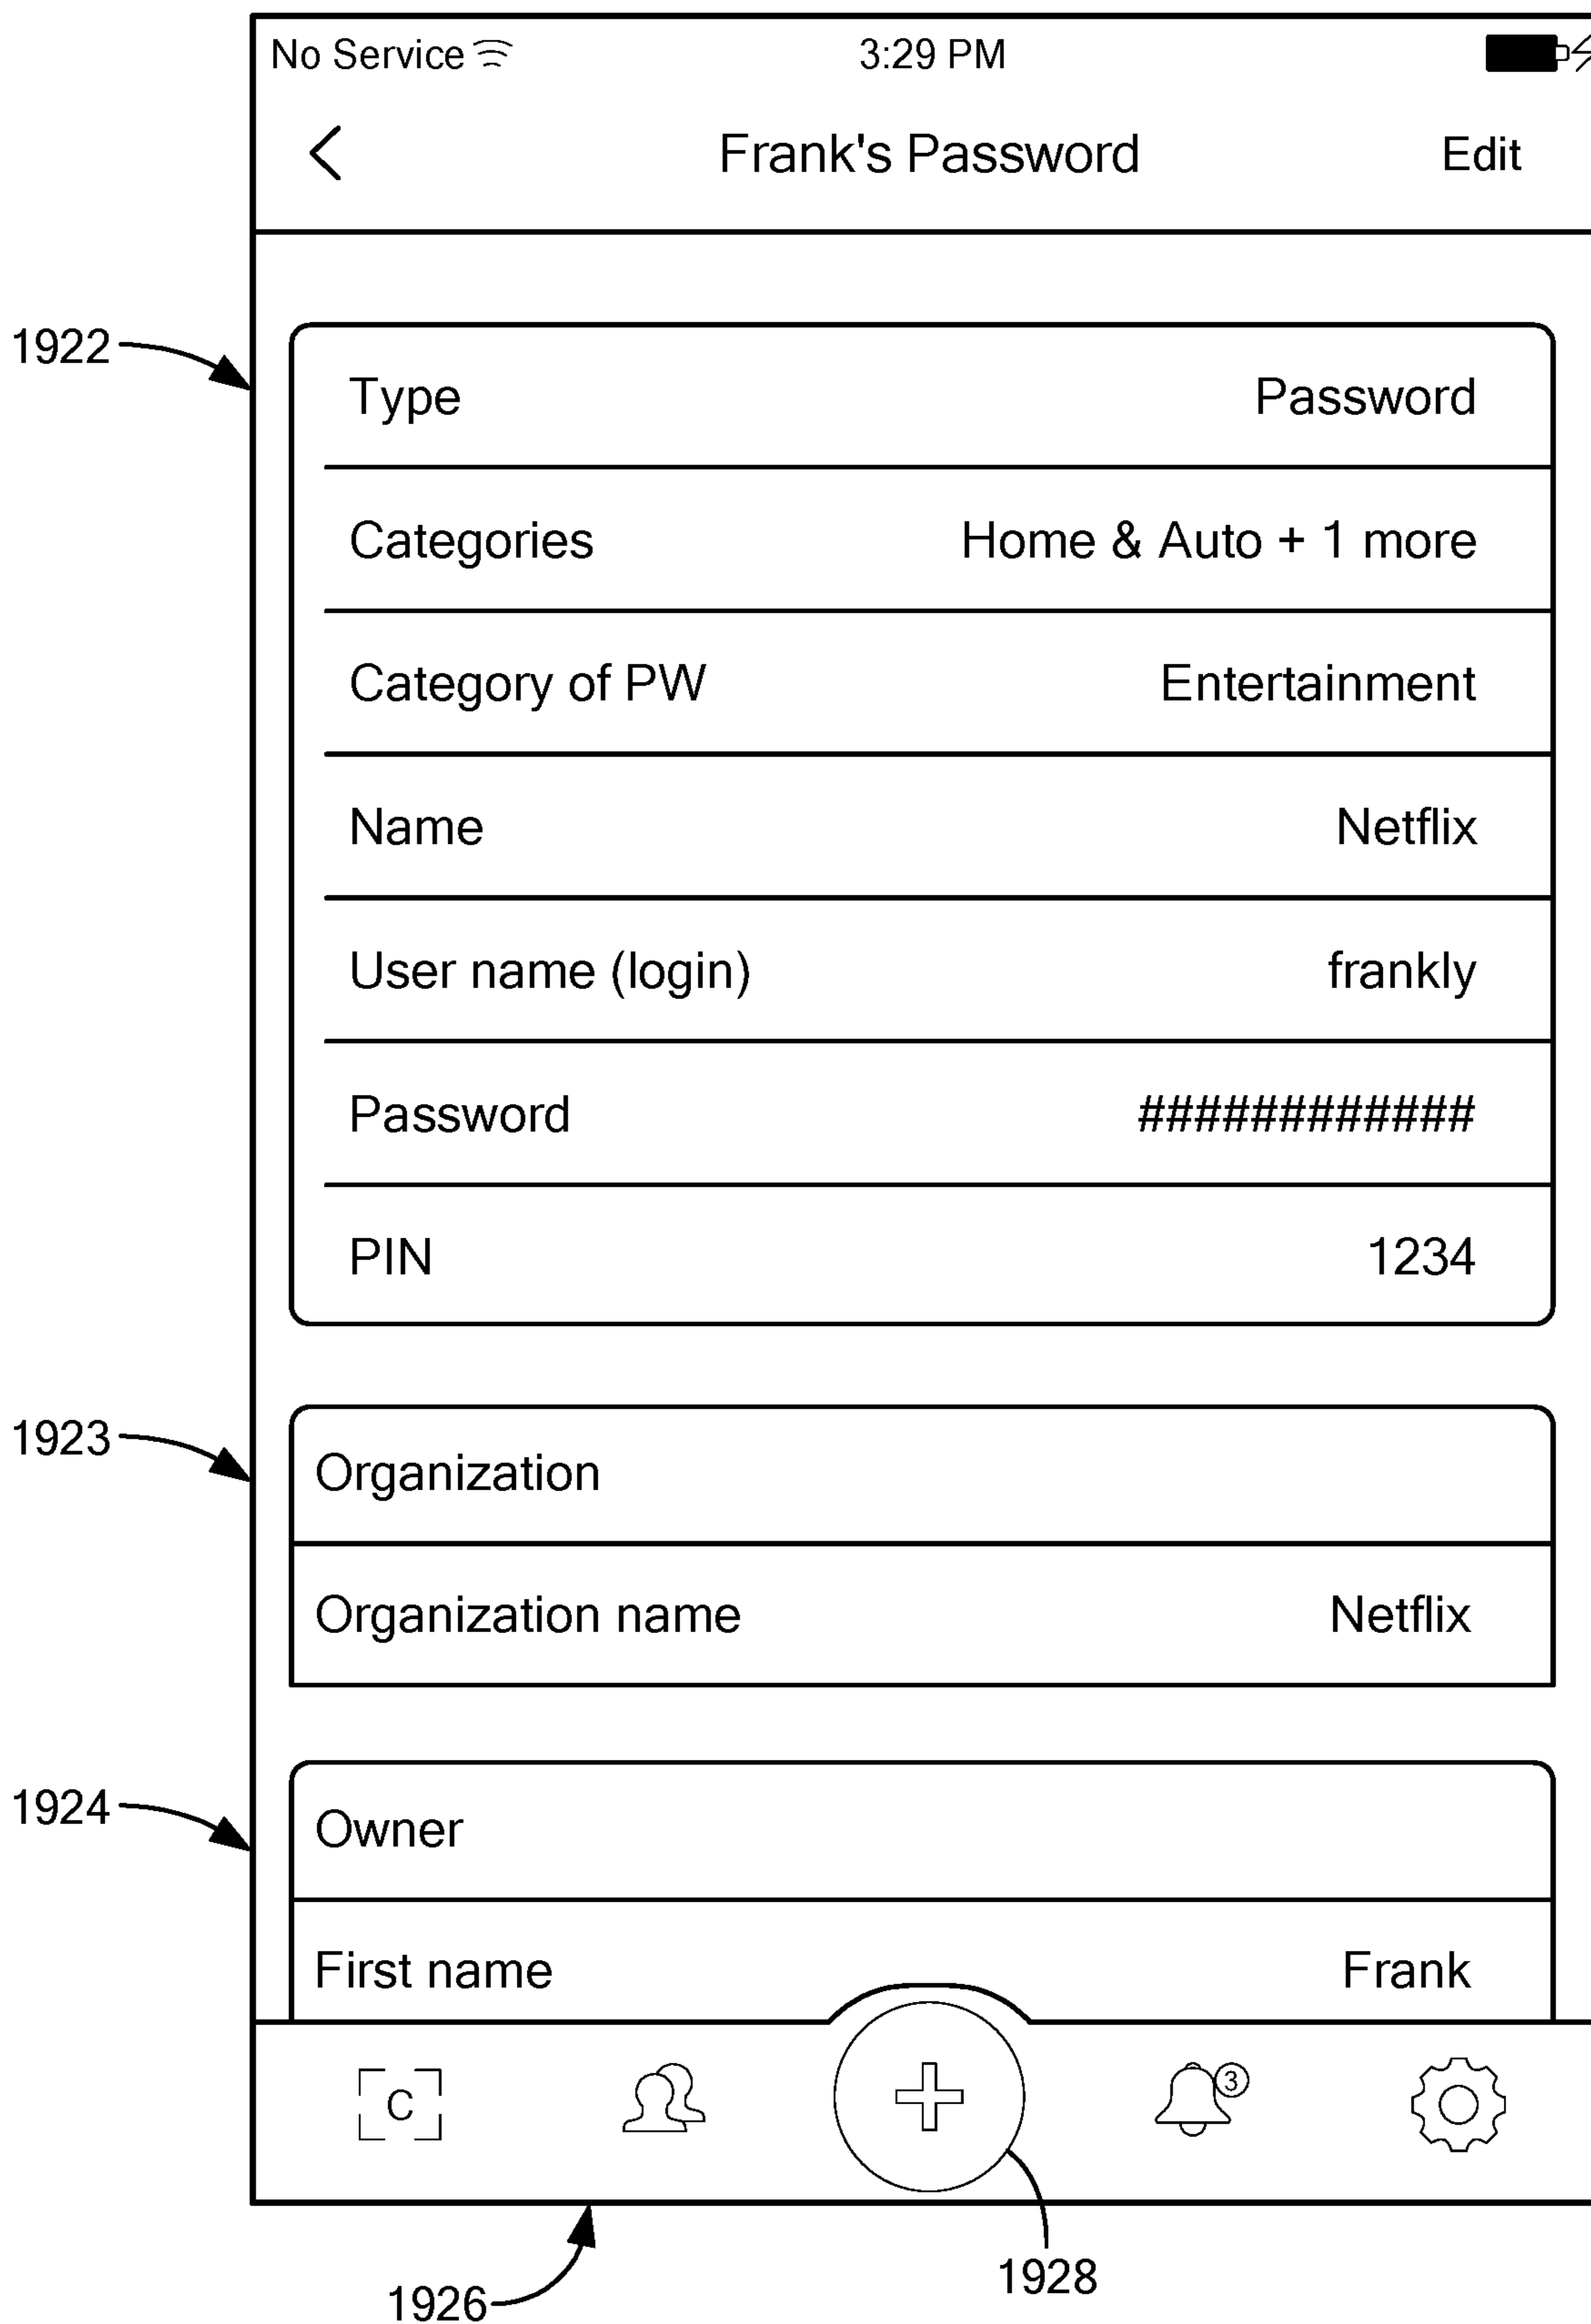 No Service 3:29 PM
Frank's Password Edit
1922
Type Password
Categories Home & Auto + 1 more
Category of PW Entertainment
Name Netflix
User name (login) frankly
Password ############
PIN 1234
1923
Organization
Organization name Netflix
1924
Owner
First name Frank
C 3
1928
1926